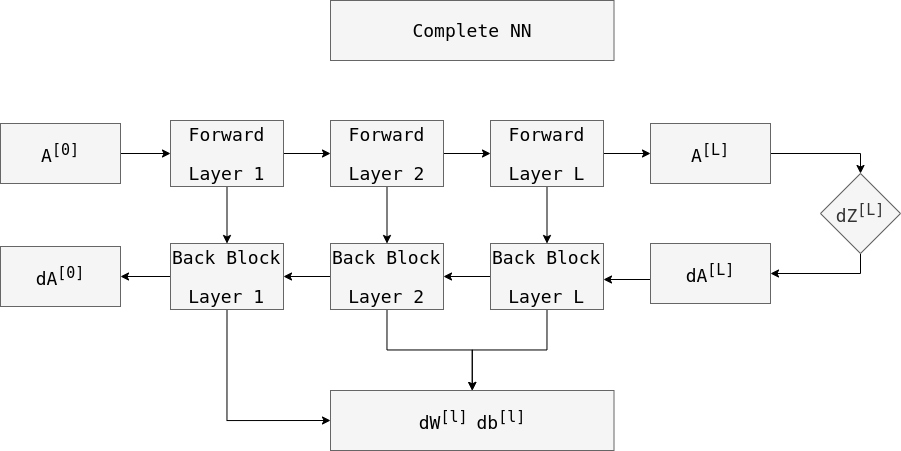 Complete NN
A[0]
Forward
Layer 1
Forward
Layer 2
Forward
Layer L
A[L]
dZ[L]
dA[0]
Back Block
Layer 1
Back Block
Layer 2
Back Block
Layer L
dA[L]
dW[l] db[l]